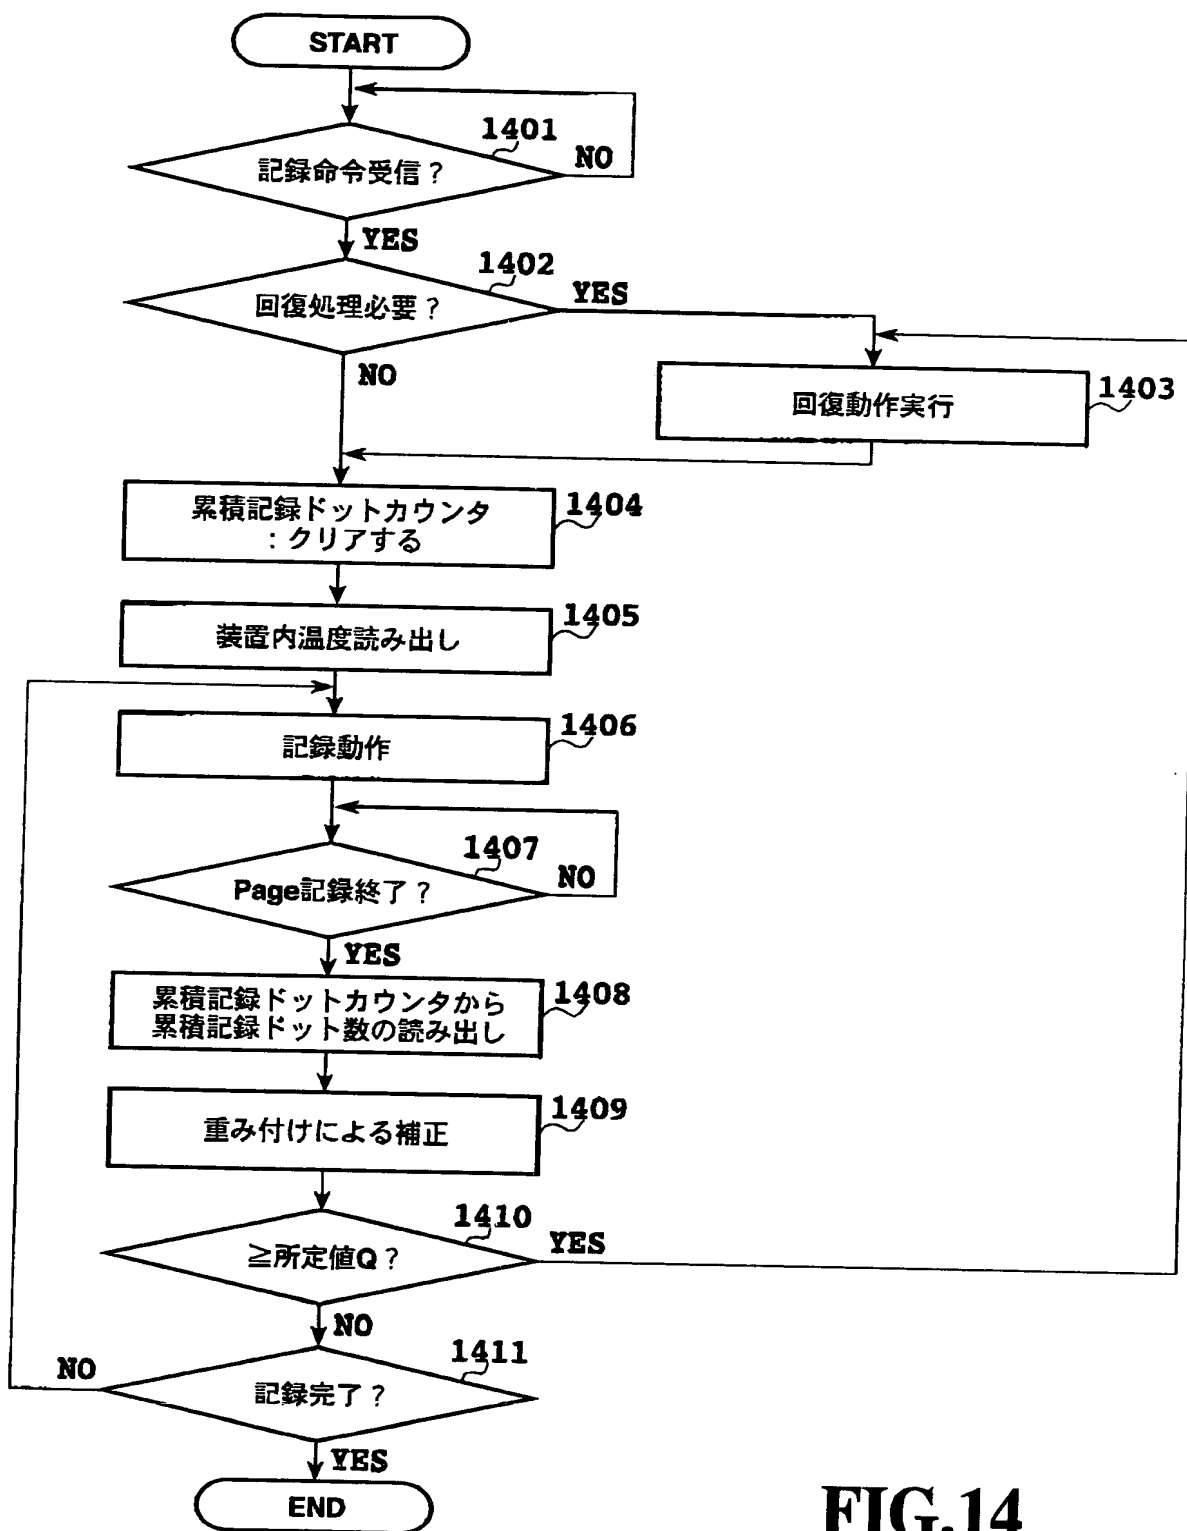 START
1401
記録命令受信？
NO
YES
1402
回復処理必要？
YES
NO
1403
回復動作実行
1404
累積記録ドットカウンタ
：クリアする
1405
装置内温度読み出し
1406
記録動作
1407
Page記録終了？
NO
YES
1408
累積記録ドットカウンタから
累積記録ドット数の読み出し
1409
重み付けによる補正
1410
≧所定値Q？
YES
NO
1411
記録完了？
NO
YES
END
FIG.14